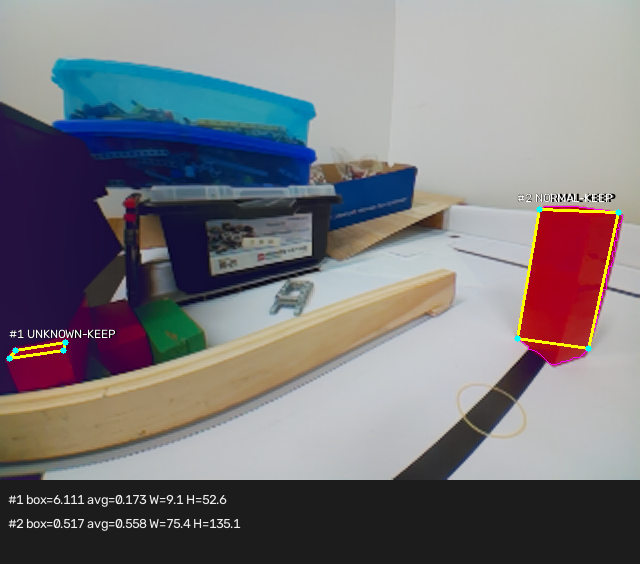 #2 NORMAL-KEEP
#1 UNKNOWN-KEEP
#1 box=6.111 avg=0.173 W=9.1 H=52.6
#2 box=0.517 avg=0.558 W=75.4 H=135.1